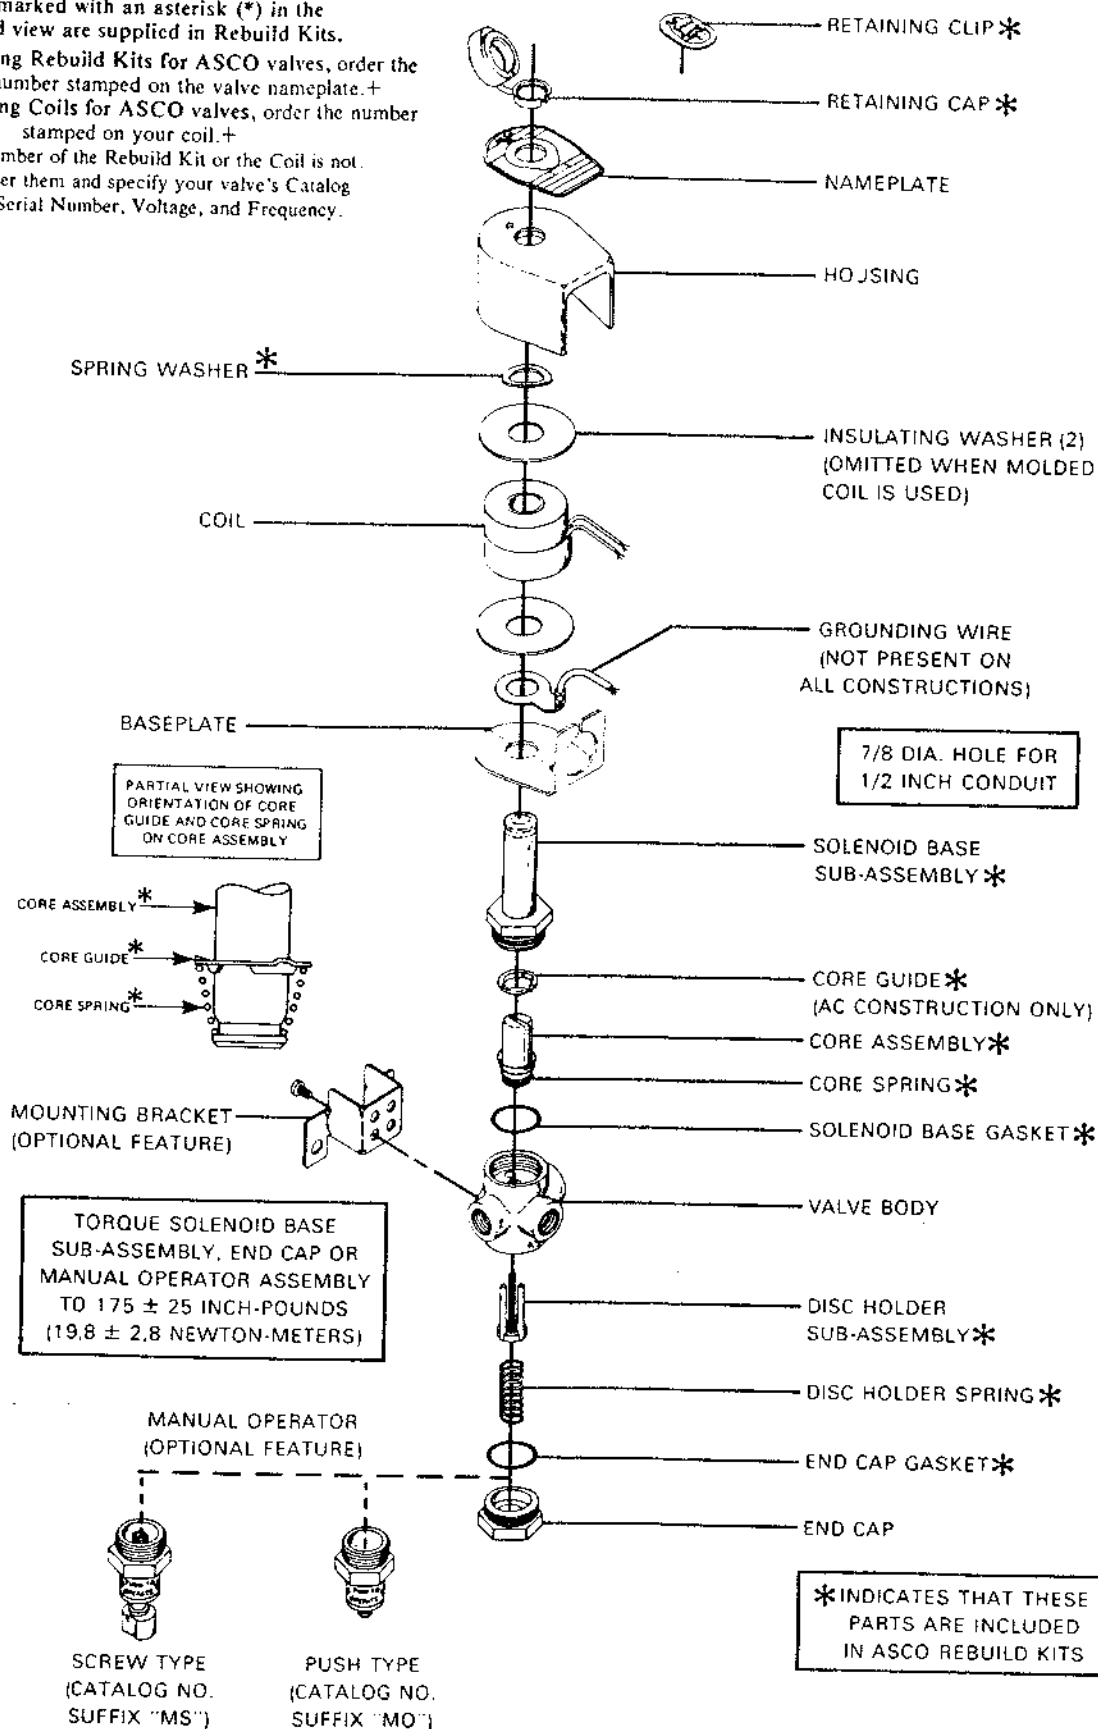 marked with an asterisk (*) in the
view are supplied in Rebuild Kits.
Rebuild Kits for ASCO valves, order the
number stamped on the valve nameplate.+
Coils for ASCO valves, order the number
stamped on your coil.+
of the Rebuild Kit or the Coil is not
them and specify your valve's Catalog
Serial Number, Voltage, and Frequency.
CLIP
RETAINING CLIP*
RETAINING CAP*
NAMEPLATE
HOUSING
SPRING WASHER*
INSULATING WASHER (2)
(OMITTED WHEN MOLDED
COIL IS USED)
COIL
GROUNDING WIRE
(NOT PRESENT ON
ALL CONSTRUCTIONS)
BASEPLATE
7/8 DIA. HOLE FOR
1/2 INCH CONDUIT
PARTIAL VIEW SHOWING
ORIENTATION OF CORE
GUIDE AND CORE SPRING
ON CORE ASSEMBLY
SOLENOID BASE
SUB-ASSEMBLY*
CORE ASSEMBLY*
CORE GUIDE*
CORE SPRING*
CORE GUIDE*
(AC CONSTRUCTION ONLY)
CORE ASSEMBLY*
CORE SPRING*
MOUNTING BRACKET
(OPTIONAL FEATURE)
SOLENOID BASE GASKET*
VALVE BODY
TORQUE SOLENOID BASE
SUB-ASSEMBLY, END CAP OR
MANUAL OPERATOR ASSEMBLY
TO 175 ± 25 INCH-POUNDS
(19,8 ± 2,8 NEWTON-METERS)
DISC HOLDER
SUB-ASSEMBLY*
DISC HOLDER SPRING*
MANUAL OPERATOR
(OPTIONAL FEATURE)
END CAP GASKET*
END CAP
*INDICATES THAT THESE
PARTS ARE INCLUDED
IN ASCO REBUILD KITS
SCREW TYPE
(CATALOG NO.
SUFFIX "MS")
PUSH TYPE
(CATALOG NO.
SUFFIX "MO")